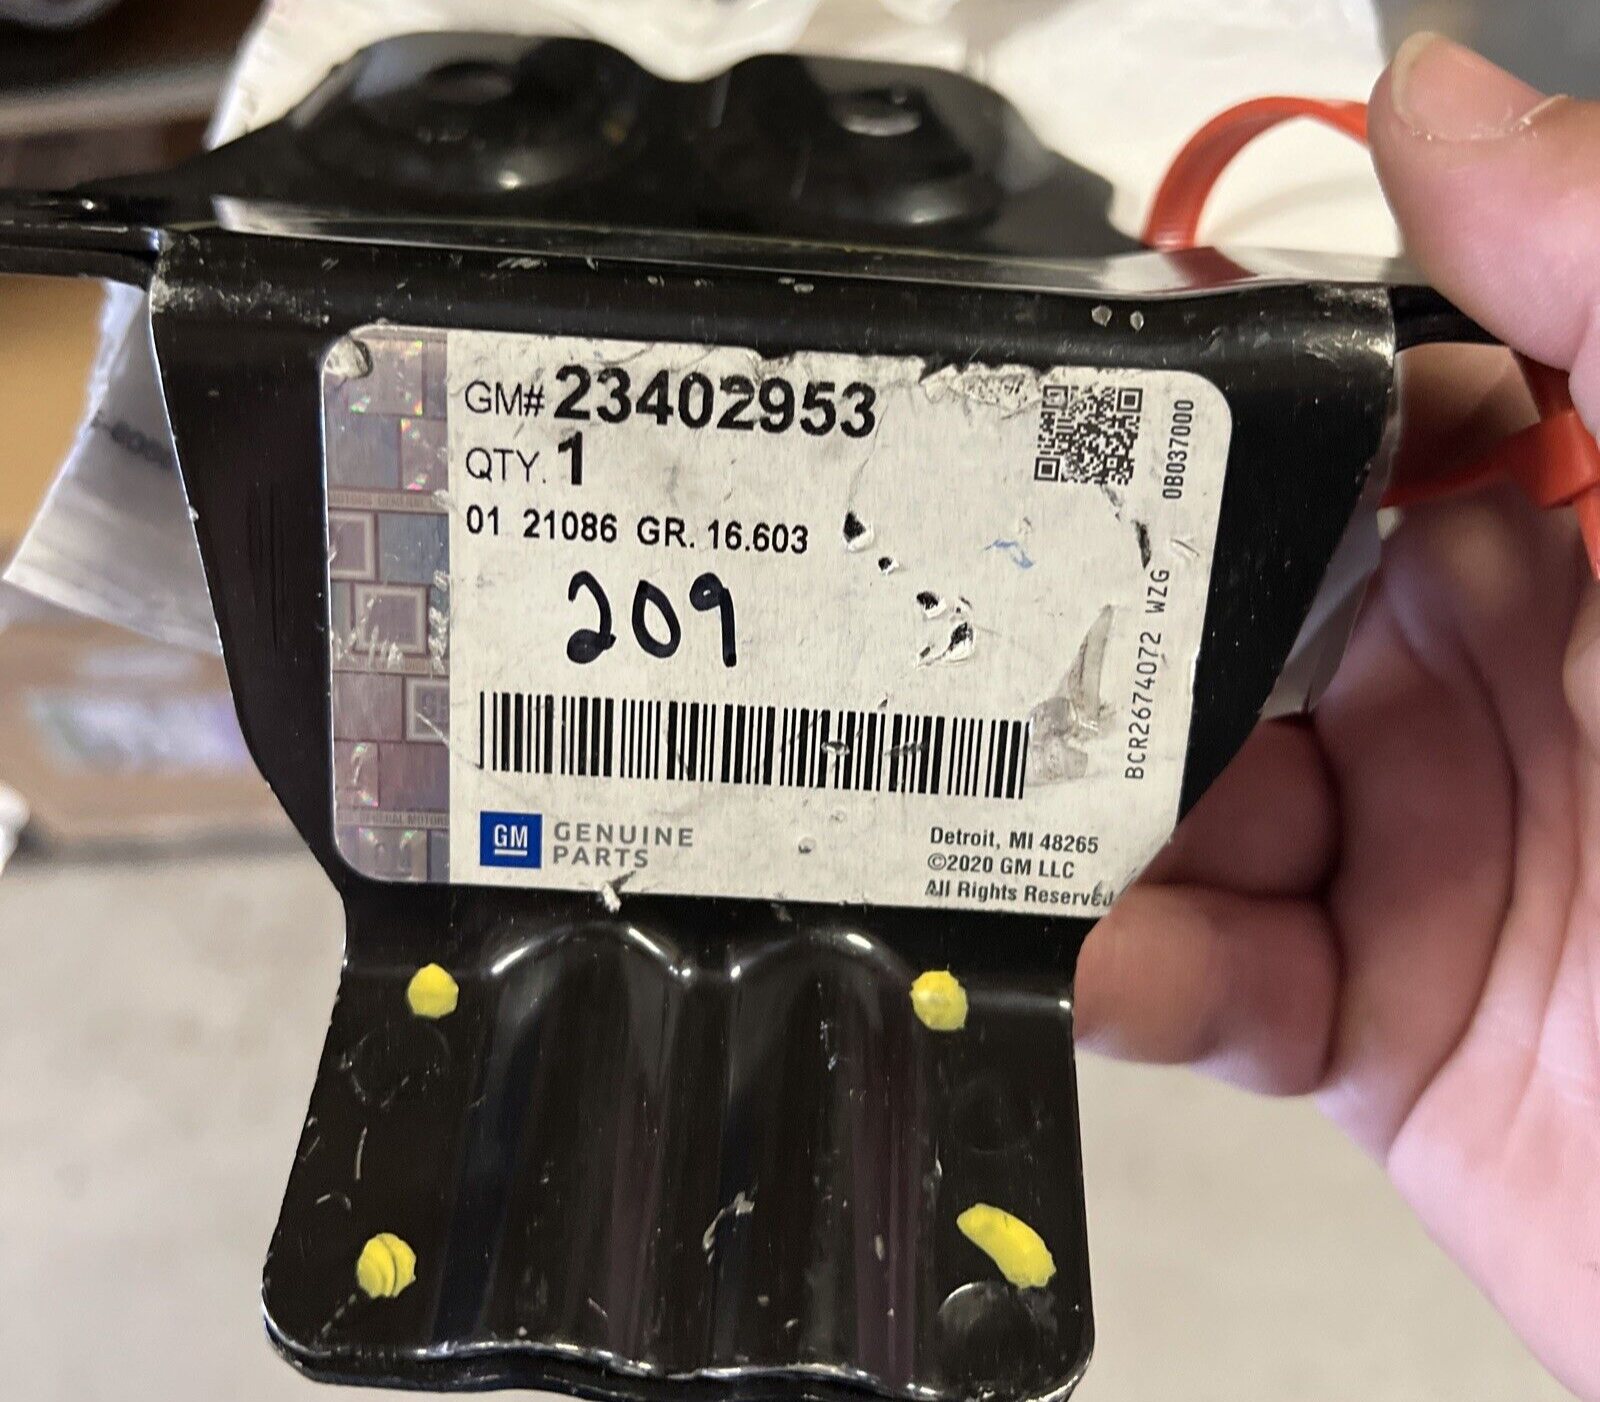 GM# 23402953
QTY. 1
01 21086 GR. 16.603
209
GM GENUINE
PARTS
Detroit, MI 48265
©2020 GM LLC
All Rights Reserved
BCR2674072 WZG 0B037000